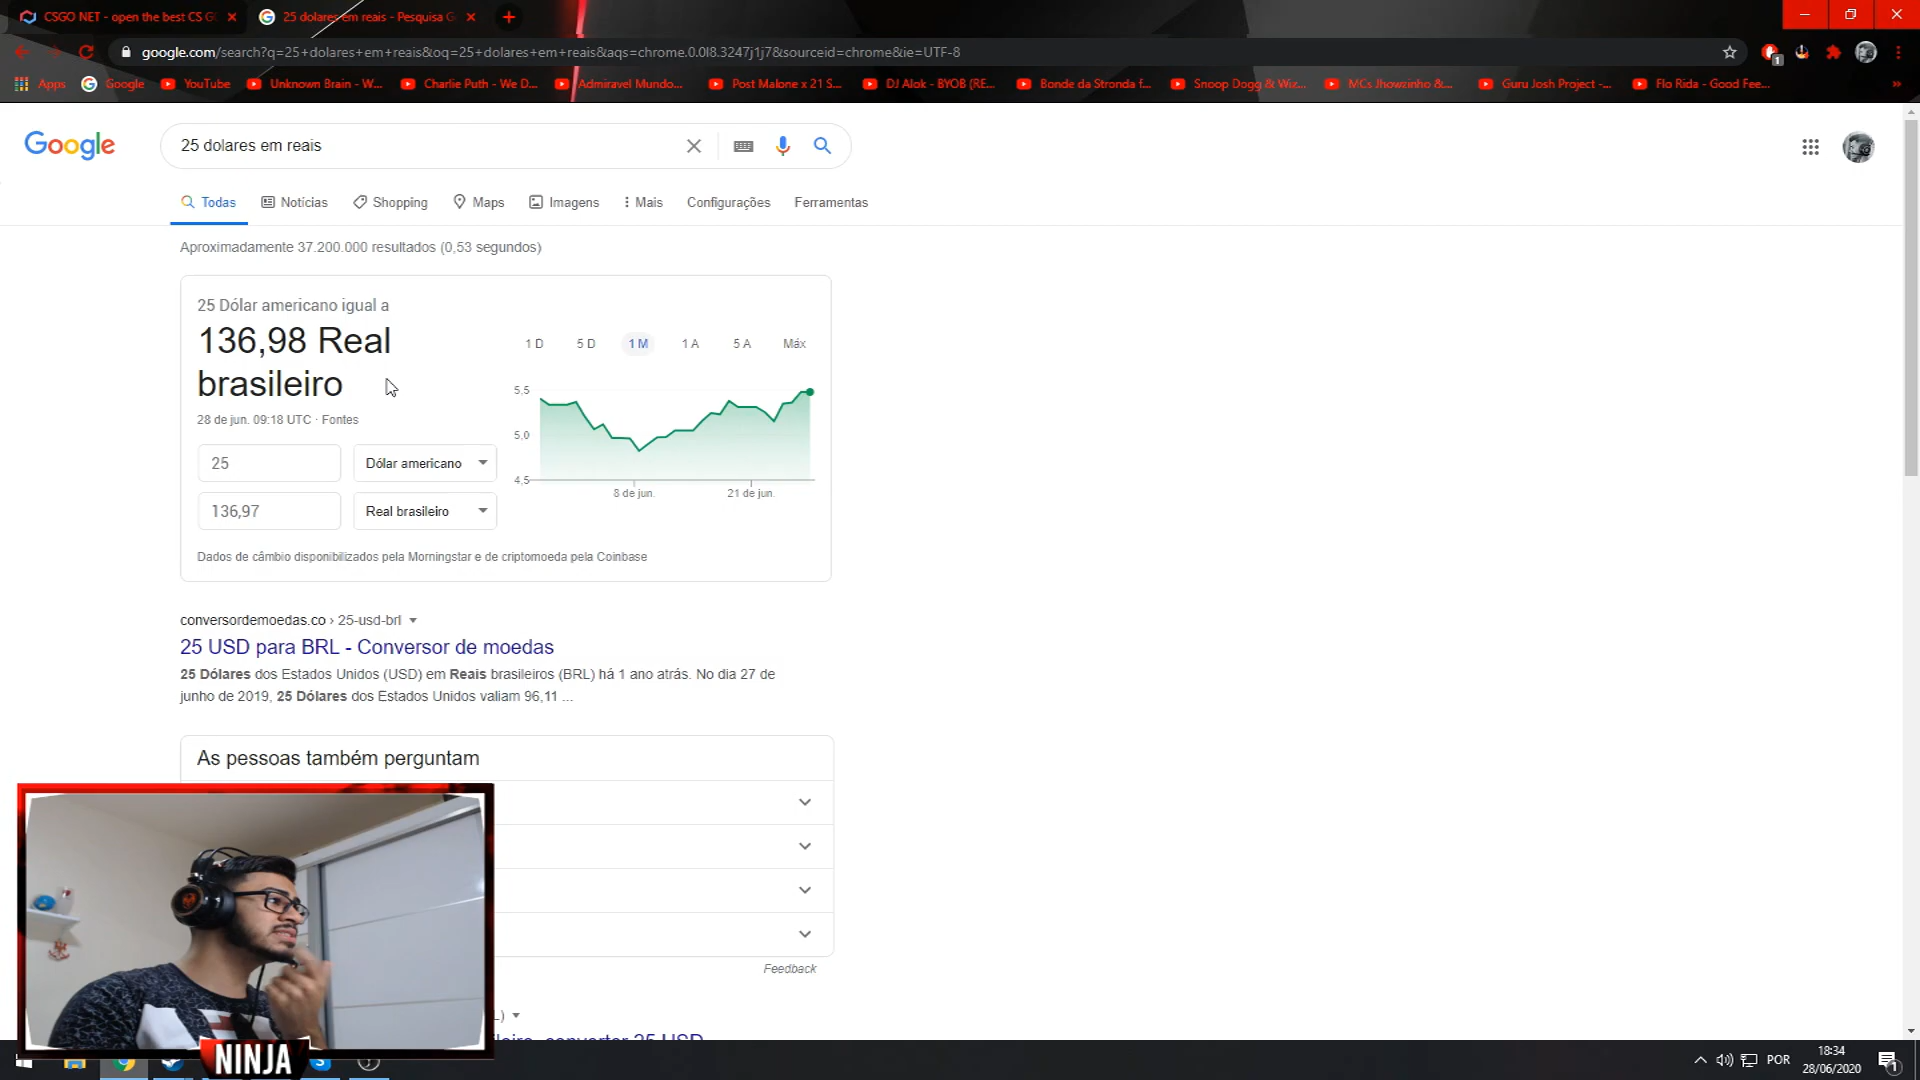 CSGO NET - open the best CS G
25 dolares em reais - Pesquisa G
google.com/search?q=25+dolares+em+reais&oq=25+dolares+em+reais&aqs=chrome.0.0l8.3247j1j7&sourceid=chrome&ie=UTF-8
1
Apps
Google
YouTube
Unknown Brain - W...
Charlie Puth - We D...
Admiravel Mundo...
Post Malone x 21 S...
DJ Alok - BYOB (RE...
Bonde da Stronda f...
Snoop Dogg & Wiz...
MCs Jhowzinho &...
Guru Josh Project -...
Flo Rida - Good Fee...
Google
25 dolares em reais
Todas
Notícias
Shopping
Maps
Imagens
Mais
Configurações
Ferramentas
Aproximadamente 37.200.000 resultados (0,53 segundos)
25 Dólar americano igual a
136,98 Real
brasileiro
28 de jun. 09:18 UTC · Fontes
25
Dólar americano
136,97
Real brasileiro
1 D
5 D
1 M
1 A
5 A
Máx
5,5
5,0
4,5
8 de jun.
21 de jun.
Dados de câmbio disponibilizados pela Morningstar e de criptomoeda pela Coinbase
conversordemoedas.co › 25-usd-brl
25 USD para BRL - Conversor de moedas
25 Dólares dos Estados Unidos (USD) em Reais brasileiros (BRL) há 1 ano atrás. No dia 27 de
junho de 2019, 25 Dólares dos Estados Unidos valiam 96,11 ...
As pessoas também perguntam
Feedback
L)
converter 25 USD
NINJA
POR
18:34
28/06/2020
1